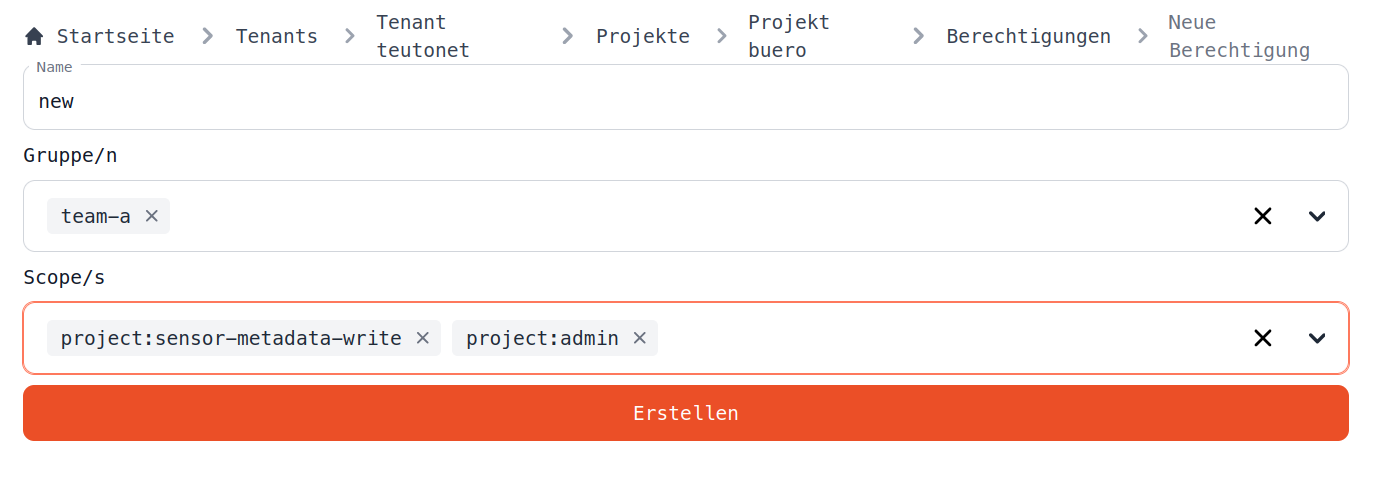 Startseite > Tenants > Tenant teutonet > Projekte > Projekt buero > Berechtigungen > Neue Berechtigung
Name
new
Gruppe/n
team-a
Scope/s
project:sensor-metadata-write project:admin
Erstellen